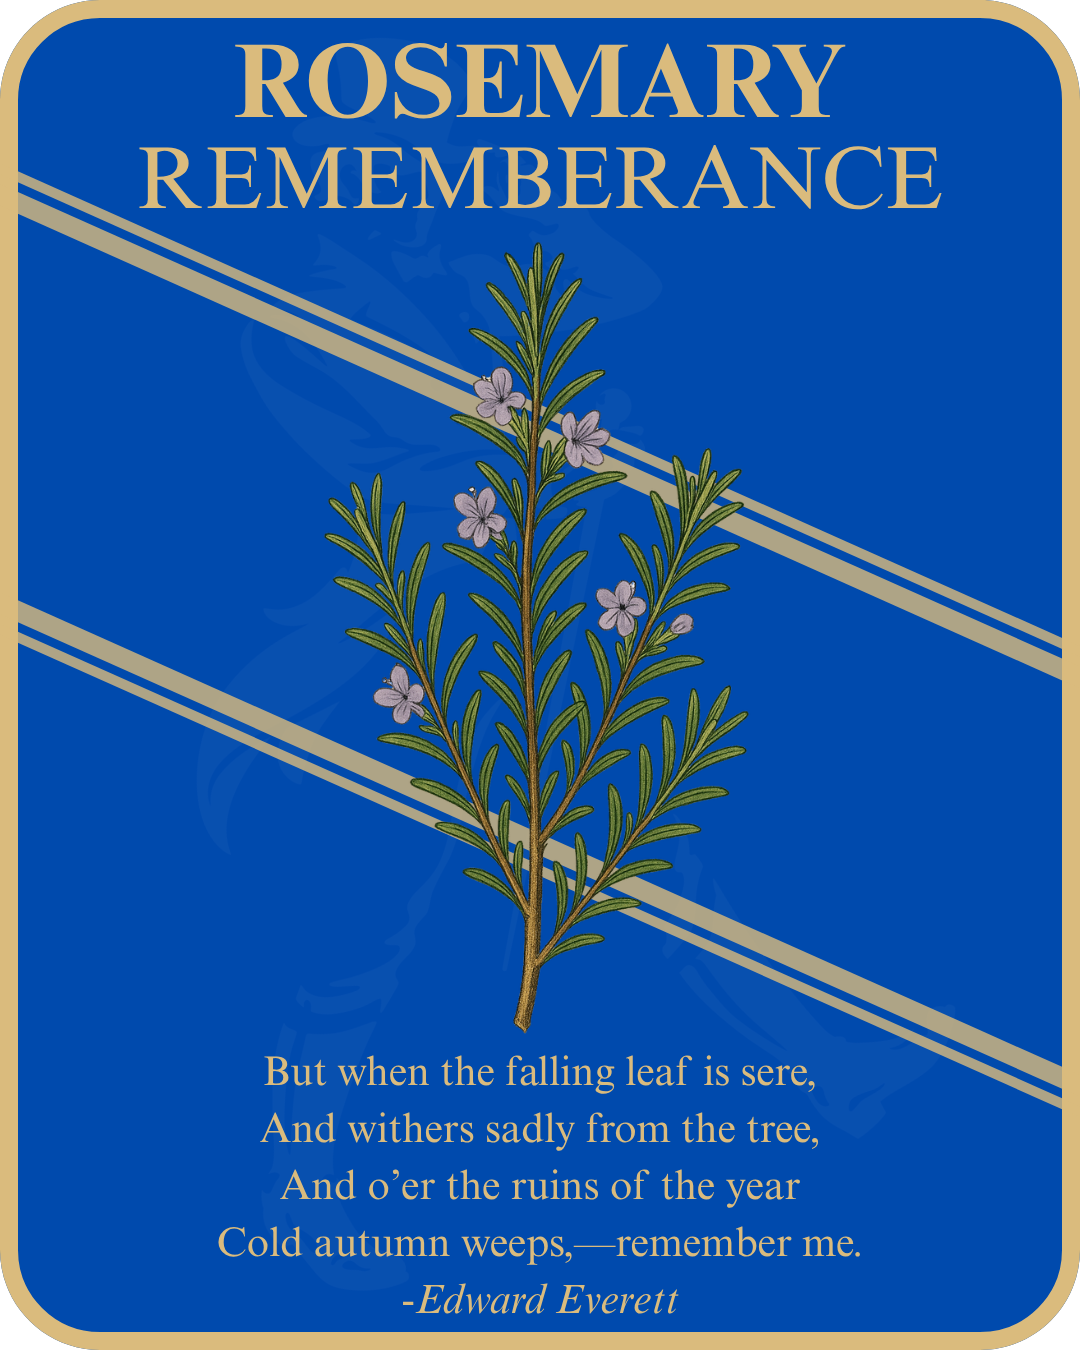 ROSEMARY
REMEMBERANCE
But when the falling leaf is sere,
And withers sadly from the tree,
And o’er the ruins of the year
Cold autumn weeps,—remember me.
-Edward Everett